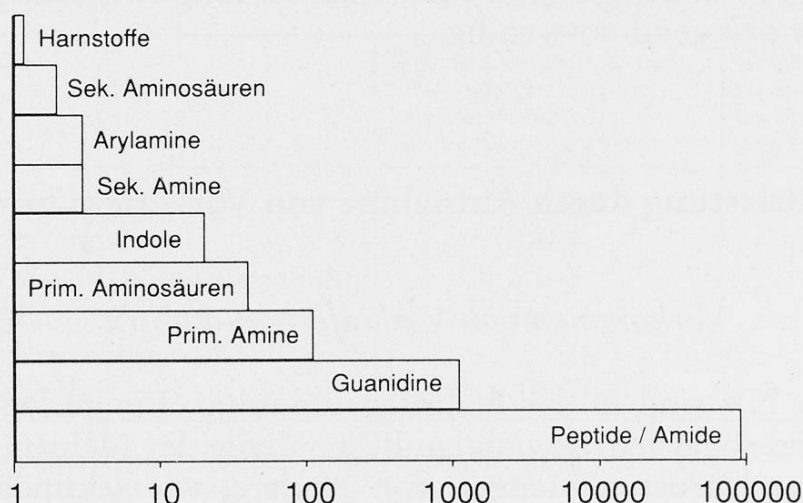 Harnstoffe
Sek. Aminosäuren
Arylamine
Sek. Amine
Indole
Prim. Aminosäuren
Prim. Amine
Guanidine
Peptide / Amide
1 10 100 1000 10000 100000